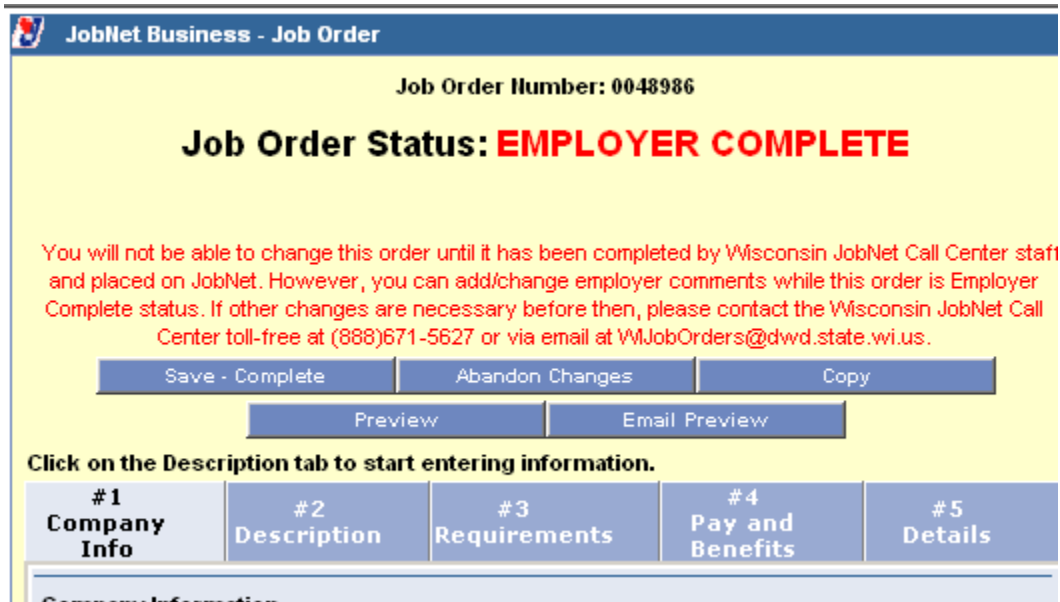 JobNet Business - Job Order
Job Order Number: 0048986
Job Order Status: EMPLOYER COMPLETE
You will not be able to change this order until it has been completed by Wisconsin JobNet Call Center staff
and placed on JobNet. However, you can add/change employer comments while this order is Employer
Complete status. If other changes are necessary before then, please contact the Wisconsin JobNet Call
Center toll-free at (888)671-5627 or via email at WIJobOrders@dwd.state.wi.us.
Save - Complete Abandon Changes Copy
Preview Email Preview
Click on the Description tab to start entering information.
#1 Company Info
#2 Description
#3 Requirements
#4 Pay and Benefits
#5 Details
Company Information